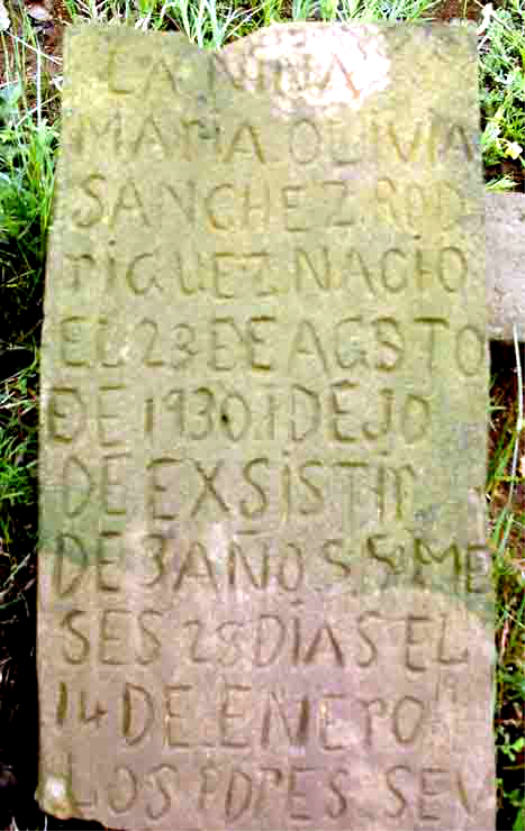 LA NIÑA
MARIA OLIVIA
SANCHEZ ROD
RIGUEZ NACIO
EL 23 DE AGSTO
DE 1930 I DEJO
DE EXSISTIR
DE 3 AÑOS 5 ME
SES 28 DIAS EL
14 DE ENERO
LOS PDRES SEV